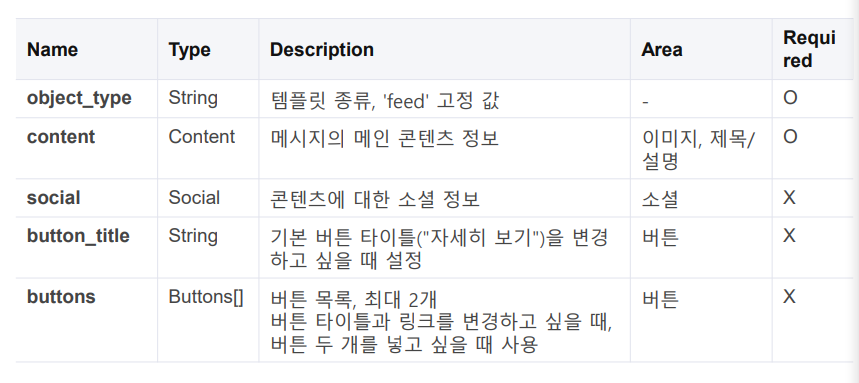 Name Type Description Area Requi
red
object_type String 템플릿 종류, 'feed' 고정 값 - O
content Content 메시지의 메인 콘텐츠 정보 이미지, 제목/ O
설명
social Social 콘텐츠에 대한 소셜 정보 소셜 X
button_title String 기본 버튼 타이틀("자세히 보기")을 변경 버튼 X
하고 싶을 때 설정
buttons Buttons[] 버튼 목록, 최대 2개 버튼 X
버튼 타이틀과 링크를 변경하고 싶을 때,
버튼 두 개를 넣고 싶을 때 사용